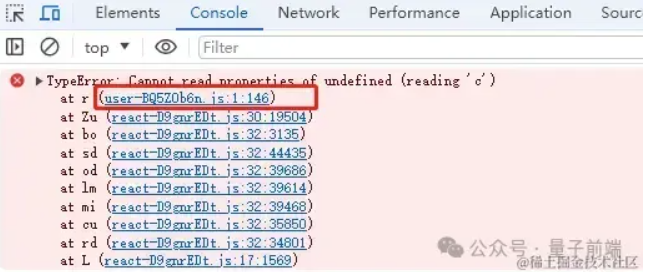 Elements Console Network Performance Application Sourc
top Filter
TypeError: Cannot read properties of undefined (reading 'c')
at r (user-BQ5ZOb6n.js:1:146)
at Zu (react-D9gnrEDt.js:30:19504)
at bo (react-D9gnrEDt.js:32:3135)
at sd (react-D9gnrEDt.js:32:44435)
at od (react-D9gnrEDt.js:32:39686)
at lm (react-D9gnrEDt.js:32:39614)
at mi (react-D9gnrEDt.js:32:39468)
at cu (react-D9gnrEDt.js:32:35850)
at rd (react-D9gnrEDt.js:32:34801)
at L (react-D9gnrEDt.js:17:1569)
公众号 · 量子前端
@稀土掘金技术社区